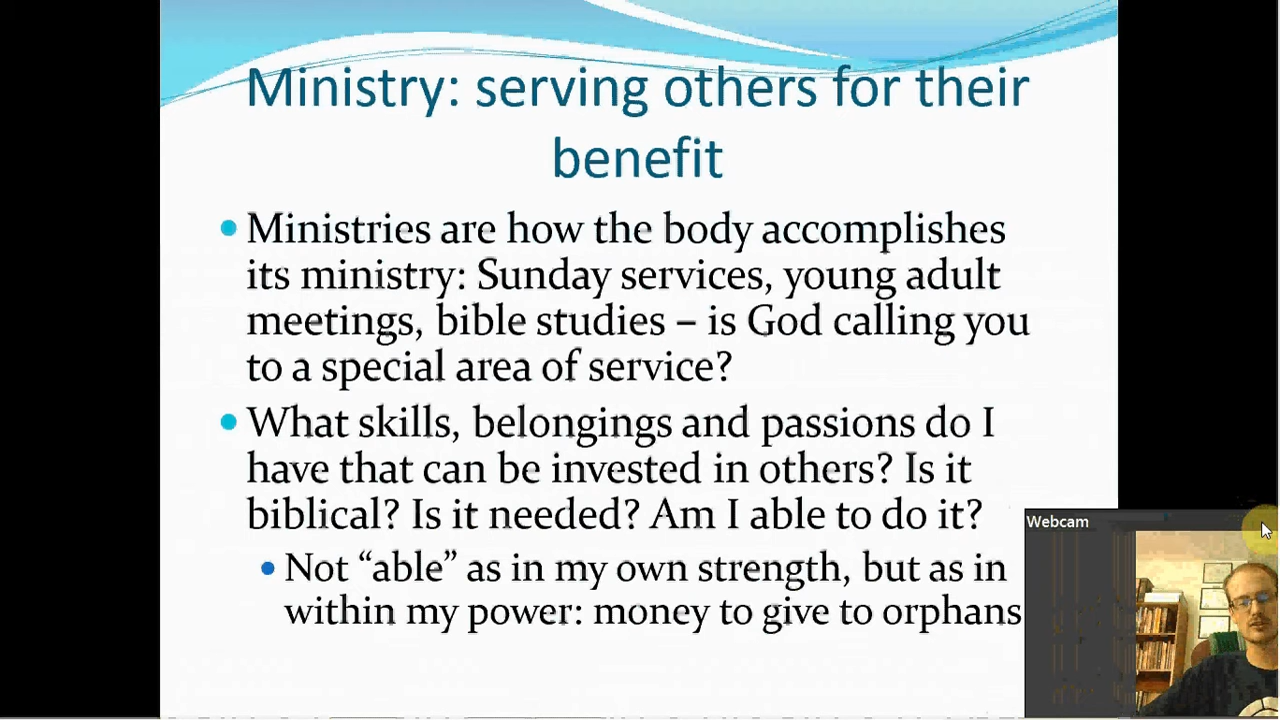 Ministry: serving others for their
benefit
• Ministries are how the body accomplishes
its ministry: Sunday services, young adult
meetings, bible studies – is God calling you
to a special area of service?
• What skills, belongings and passions do I
have that can be invested in others? Is it
biblical? Is it needed? Am I able to do it?
• Not “able” as in my own strength, but as in
within my power: money to give to orphans
Webcam